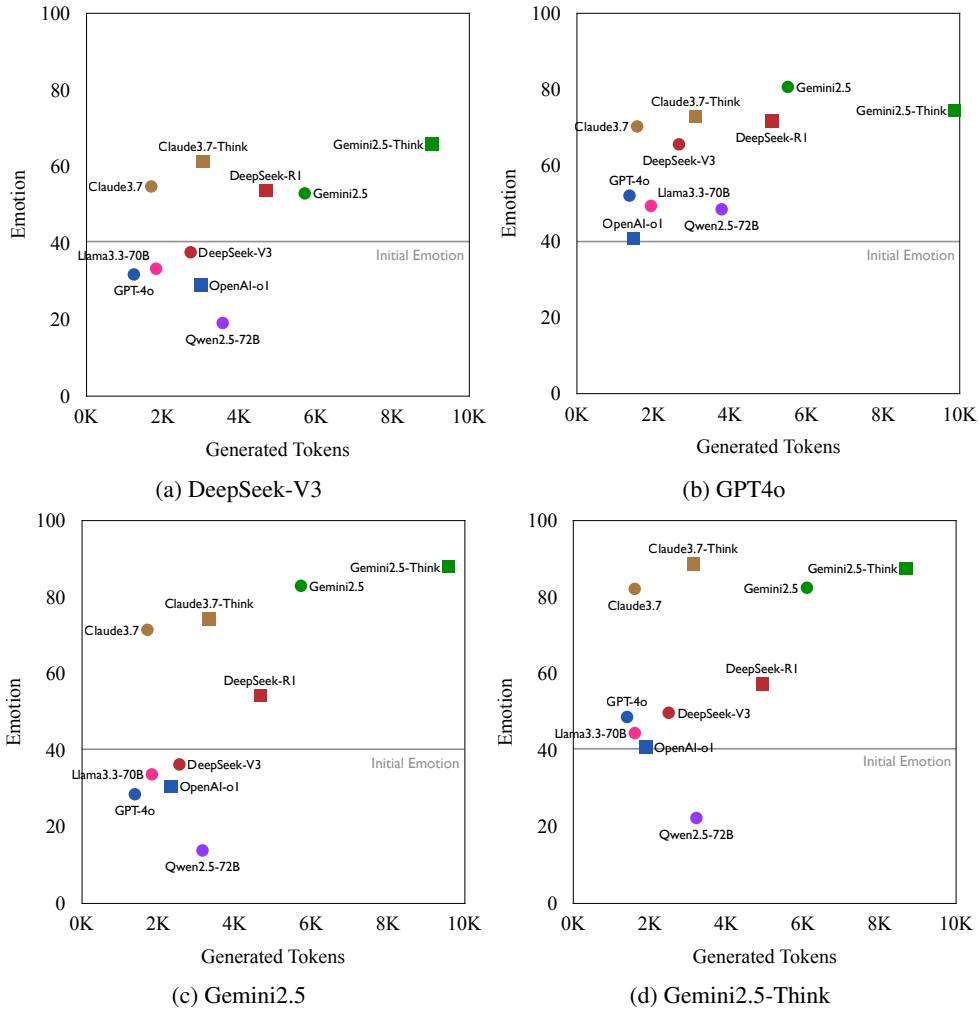 100
80
60
40
20
0
Emotion
Claude3.7-Think
Gemini2.5-Think
DeepSeek-R1
Claude3.7
Gemini2.5
Initial Emotion
Llama3.3-70B
DeepSeek-V3
GPT-4o
OpenAI-o1
Qwen2.5-72B
0K 2K 4K 6K 8K 10K
Generated Tokens
(a) DeepSeek-V3
100
80
60
40
20
0
Emotion
Gemini2.5
Claude3.7-Think
Gemini2.5-Think
Claude3.7
DeepSeek-R1
DeepSeek-V3
GPT-4o
Llama3.3-70B
OpenAI-o1
Qwen2.5-72B
Initial Emotion
0K 2K 4K 6K 8K 10K
Generated Tokens
(b) GPT4o
100
80
60
40
20
0
Emotion
Gemini2.5-Think
Gemini2.5
Claude3.7-Think
Claude3.7
DeepSeek-R1
Initial Emotion
DeepSeek-V3
Llama3.3-70B
OpenAI-o1
GPT-4o
Qwen2.5-72B
0K 2K 4K 6K 8K 10K
Generated Tokens
(c) Gemini2.5
100
80
60
40
20
0
Emotion
Claude3.7-Think
Gemini2.5-Think
Gemini2.5
Claude3.7
DeepSeek-R1
GPT-4o
DeepSeek-V3
Llama3.3-70B
OpenAI-o1
Initial Emotion
Qwen2.5-72B
0K 2K 4K 6K 8K 10K
Generated Tokens
(d) Gemini2.5-Think